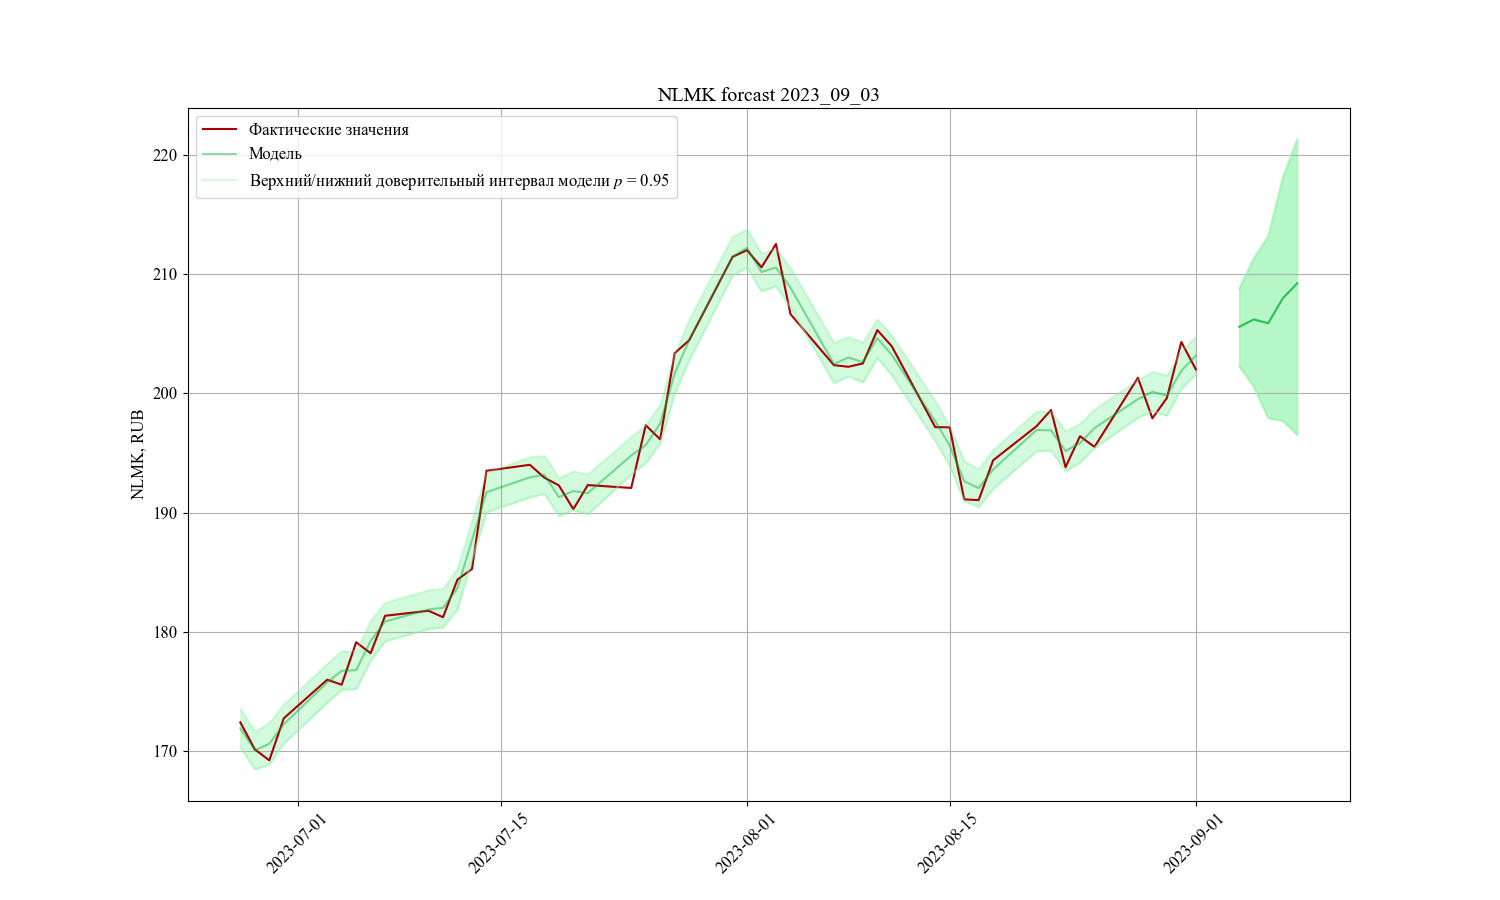 NLMK forcast 2023_09_03
Фактические значения
Модель
Верхний/нижний доверительный интервал модели p = 0.95
NLMK, RUB
220
210
200
190
180
170
2023-07-01
2023-07-15
2023-08-01
2023-08-15
2023-09-01